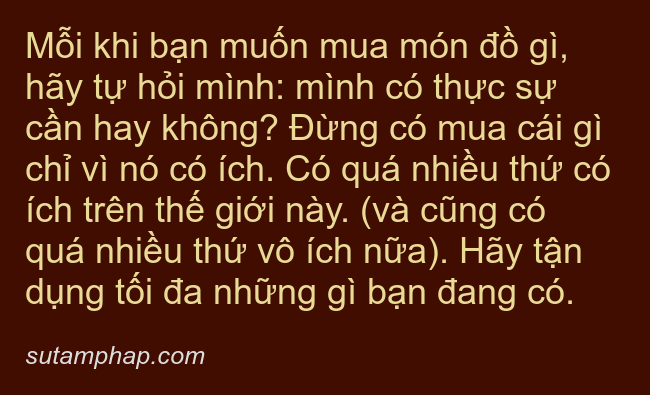 Mỗi khi bạn muốn mua món đồ gì,
hãy tự hỏi mình: mình có thực sự
cần hay không? Đừng có mua cái gì
chỉ vì nó có ích. Có quá nhiều thứ có
ích trên thế giới này. (và cũng có
quá nhiều thứ vô ích nữa). Hãy tận
dụng tối đa những gì bạn đang có.
sutamphap.com